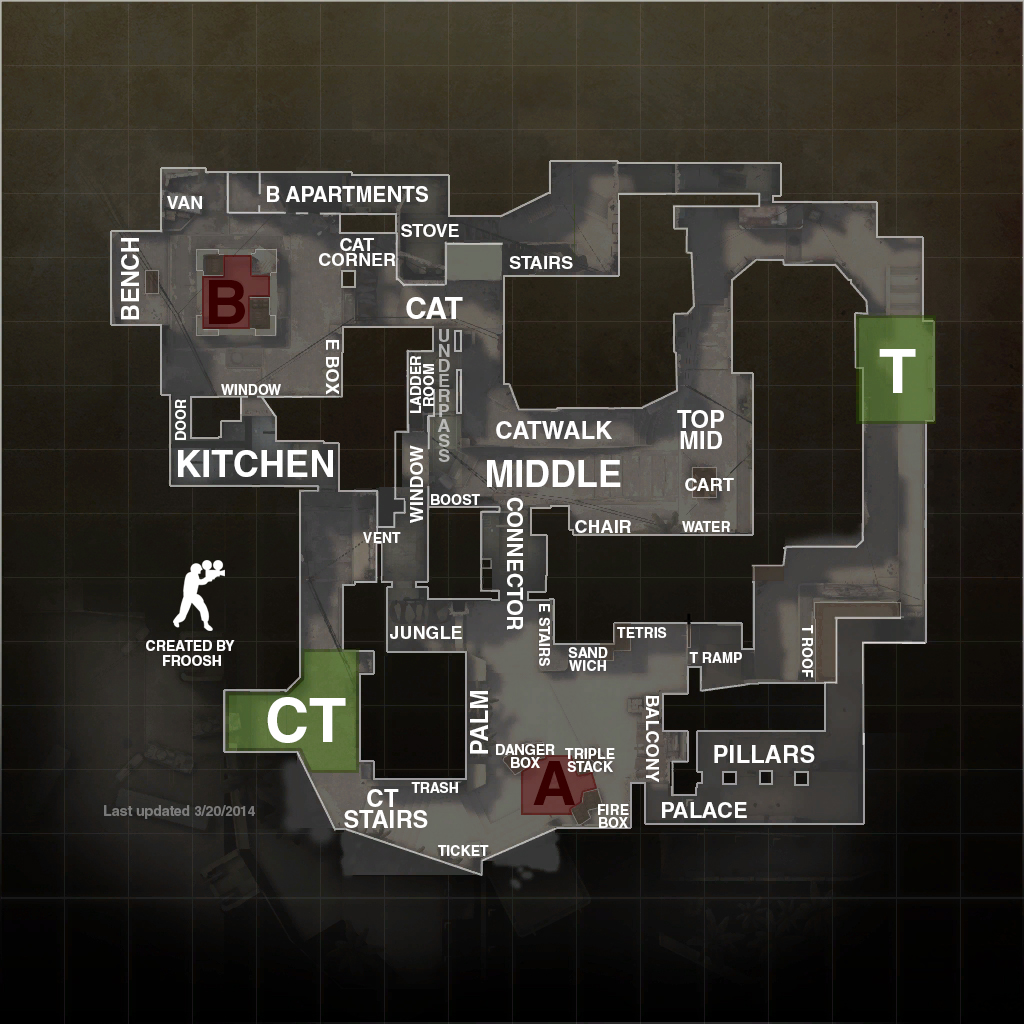 VAN
B APARTMENTS
STOVE
BENCH
CAT
CORNER
STAIRS
B
CAT
UNDERPASS
E BOX
LADDER
ROOM
T
WINDOW
DOOR
CATWALK
TOP
MID
KITCHEN
WINDOW
MIDDLE
CART
BOOST
CONNECTOR
CHAIR
WATER
VENT
CREATED BY
FROOSH
JUNGLE
E STAIRS
TETRIS
SAND
WICH
T RAMP
T ROOF
CT
PALM
BALCONY
DANGER
BOX
TRIPLE
STACK
PILLARS
A
TRASH
CT
STAIRS
FIRE
BOX
PALACE
Last updated 3/20/2014
TICKET